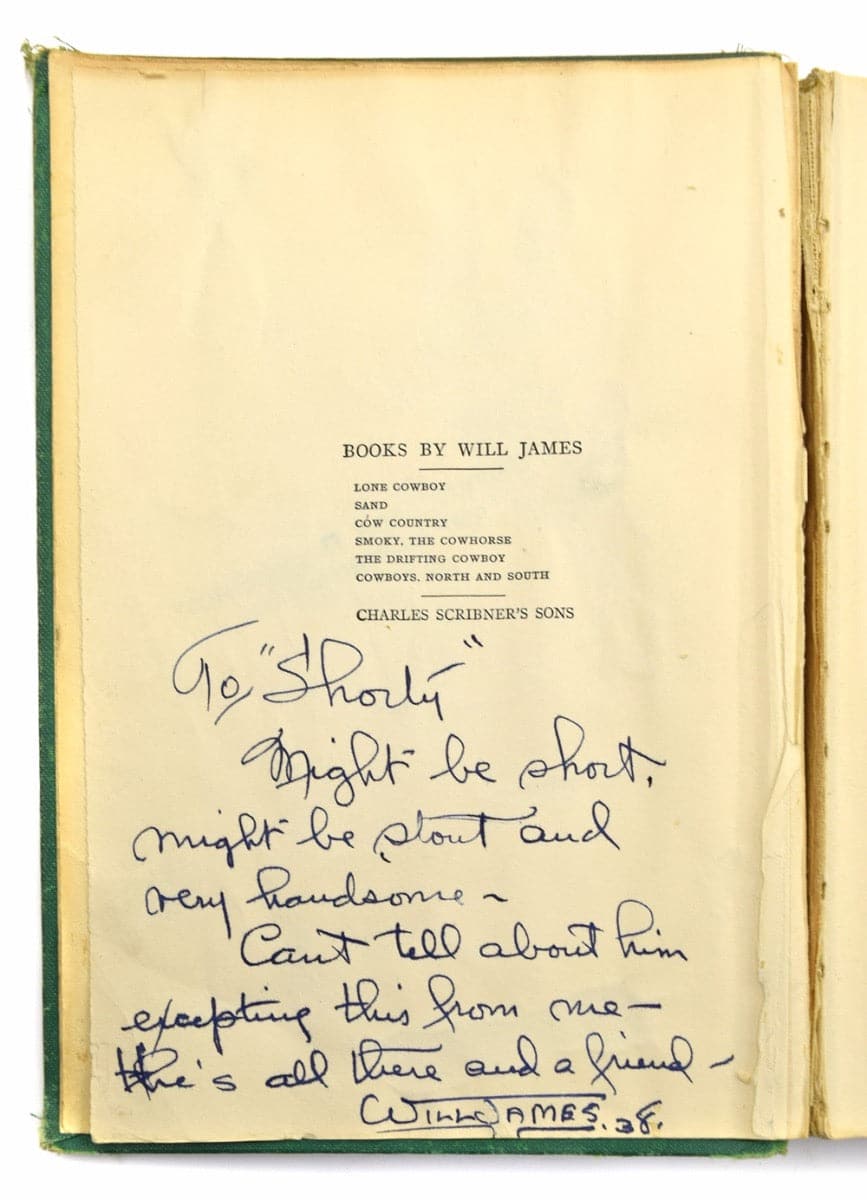 BOOKS BY WILL JAMES
LONE COWBOY
SAND
COW COUNTRY
SMOKY, THE COWHORSE
THE DRIFTING COWBOY
COWBOYS, NORTH AND SOUTH
CHARLES SCRIBNER'S SONS
To "Shorty"
Might be short,
might be stout and
very handsome ~
Can't tell about him
excepting this from me—
He's all there and a friend –
WILL JAMES. 38.